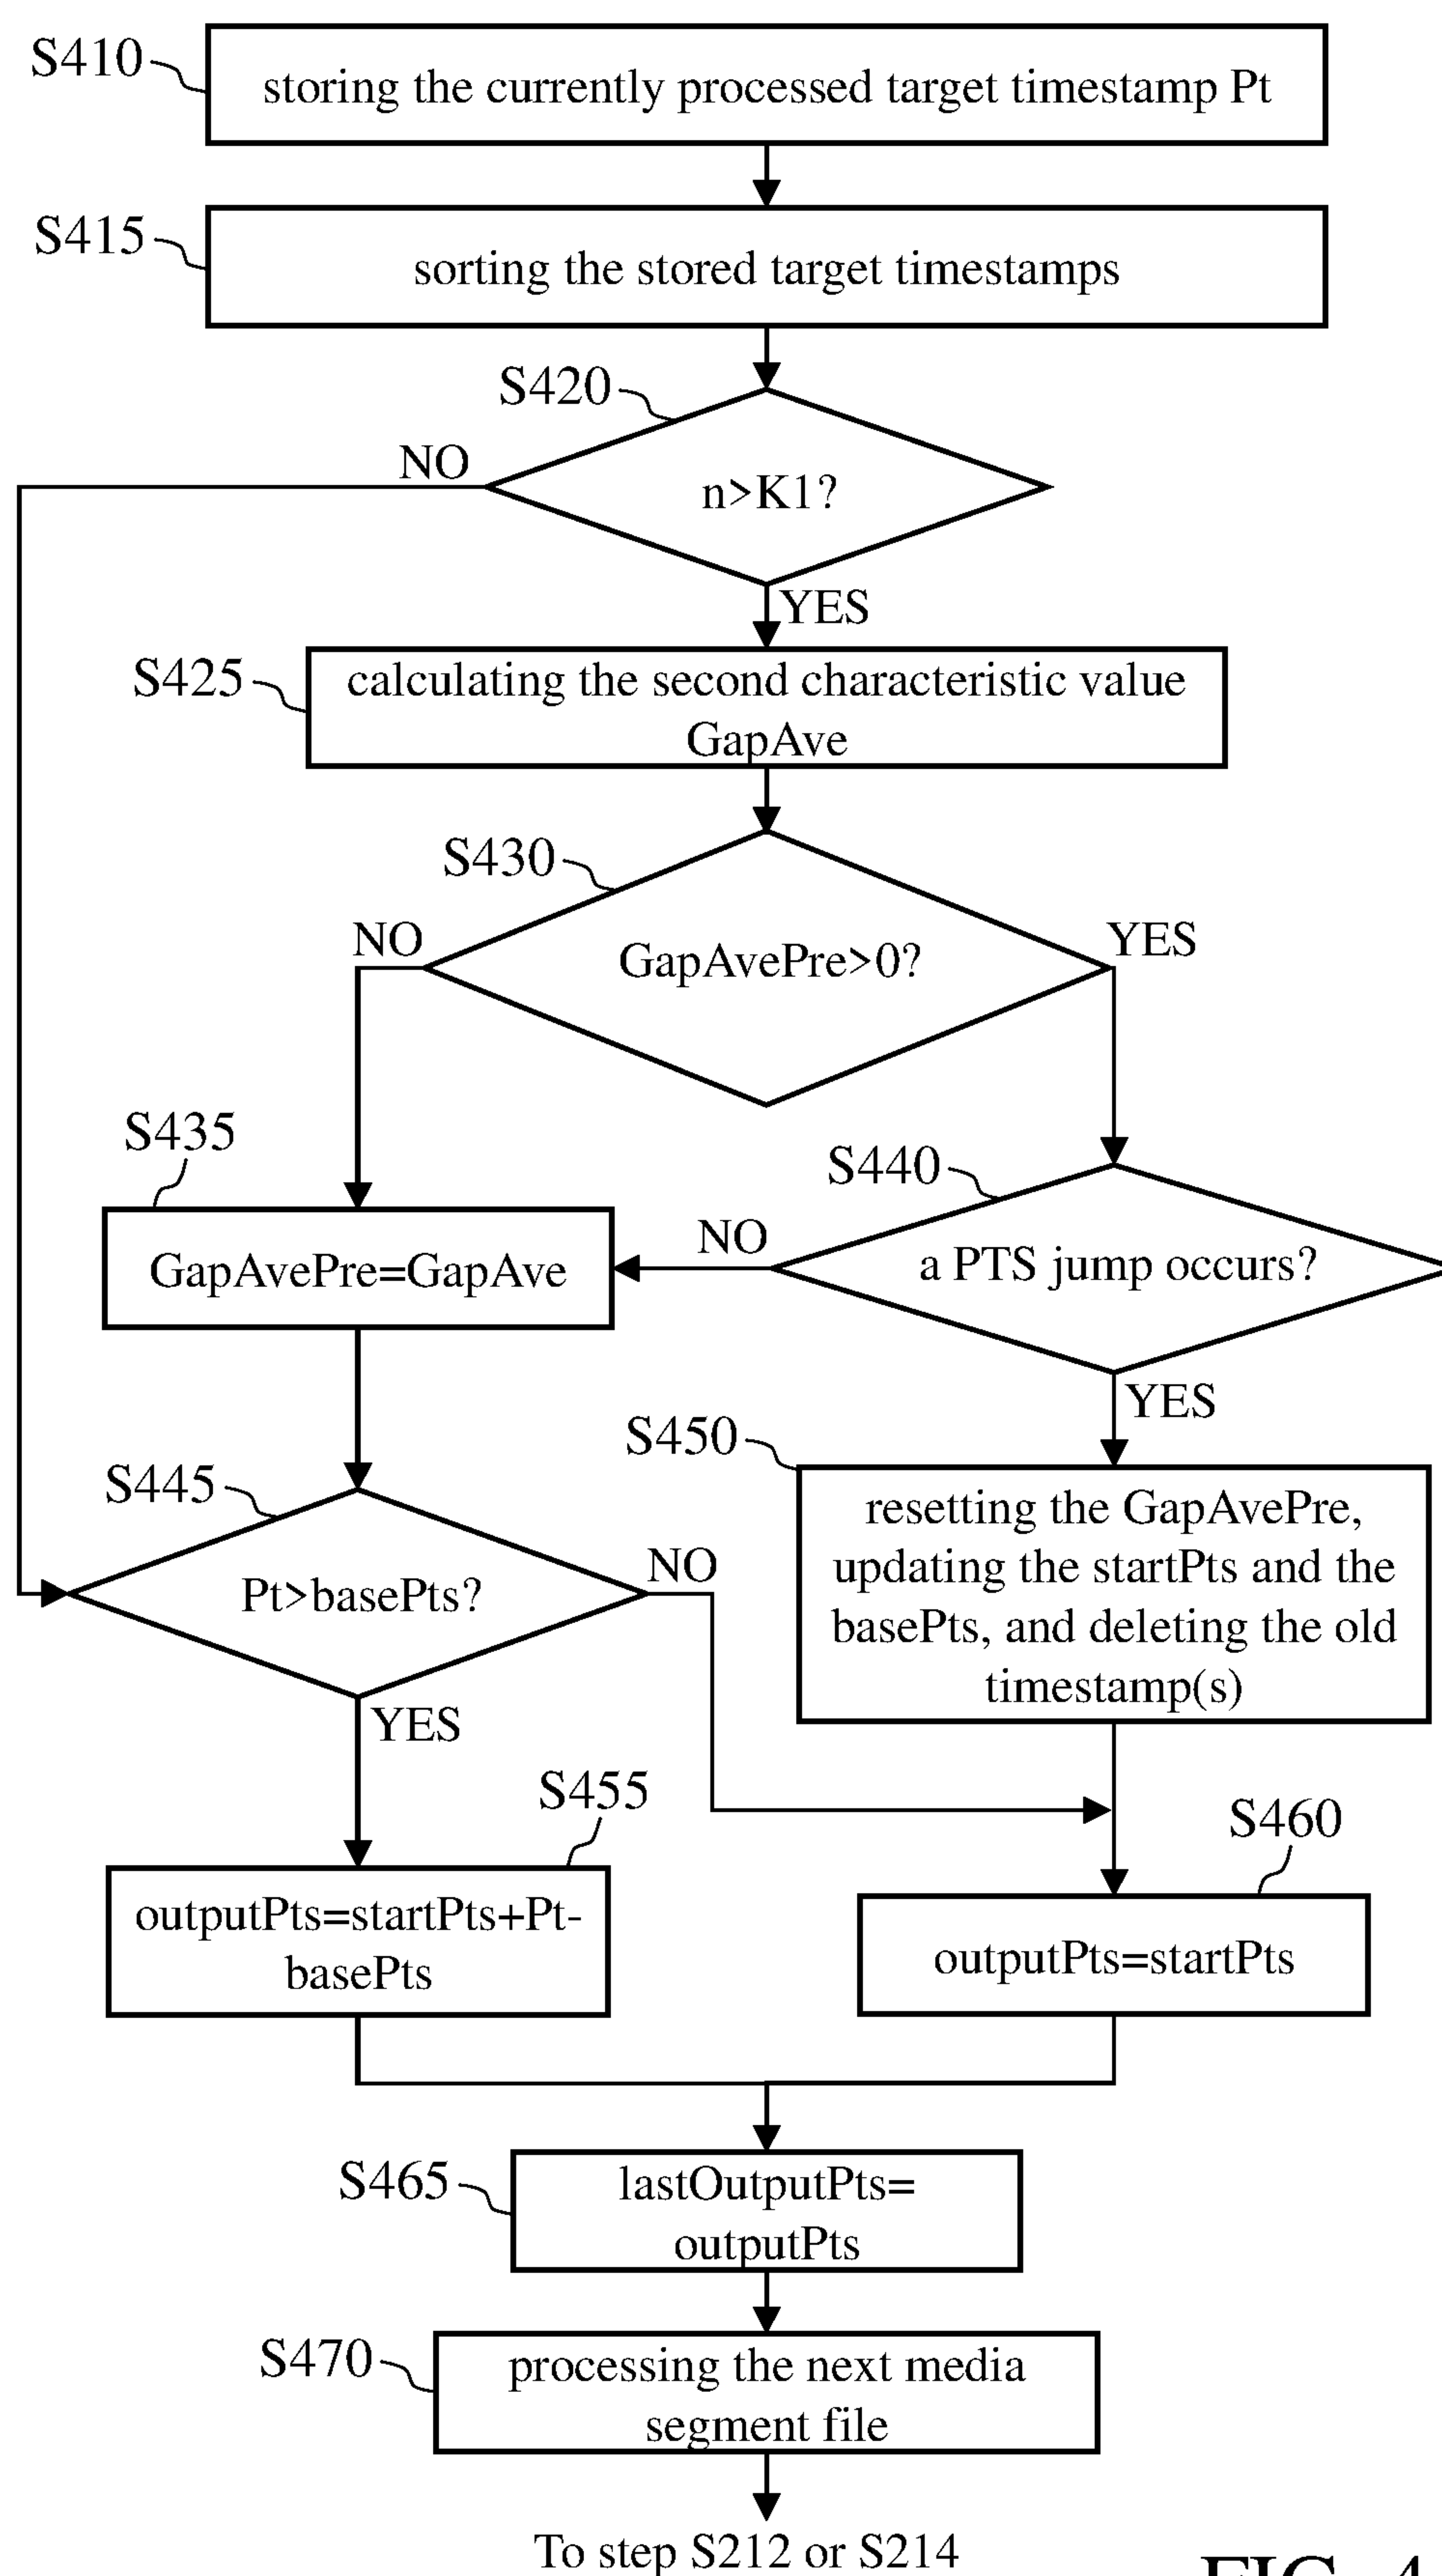 S410
storing the currently processed target timestamp Pt
S415
sorting the stored target timestamps
S420
NO
n>K1?
YES
S425
calculating the second characteristic value
GapAve
S430
NO
GapAvePre>0?
YES
S435
S440
GapAvePre=GapAve
NO
a PTS jump occurs?
YES
S445
S450
Pt>basePts?
NO
resetting the GapAvePre,
updating the startPts and the
basePts, and deleting the old
timestamp(s)
YES
S455
S460
outputPts=startPts+Pt-
basePts
outputPts=startPts
S465
lastOutputPts=
outputPts
S470
processing the next media
segment file
To step S212 or S214
FIG. 4